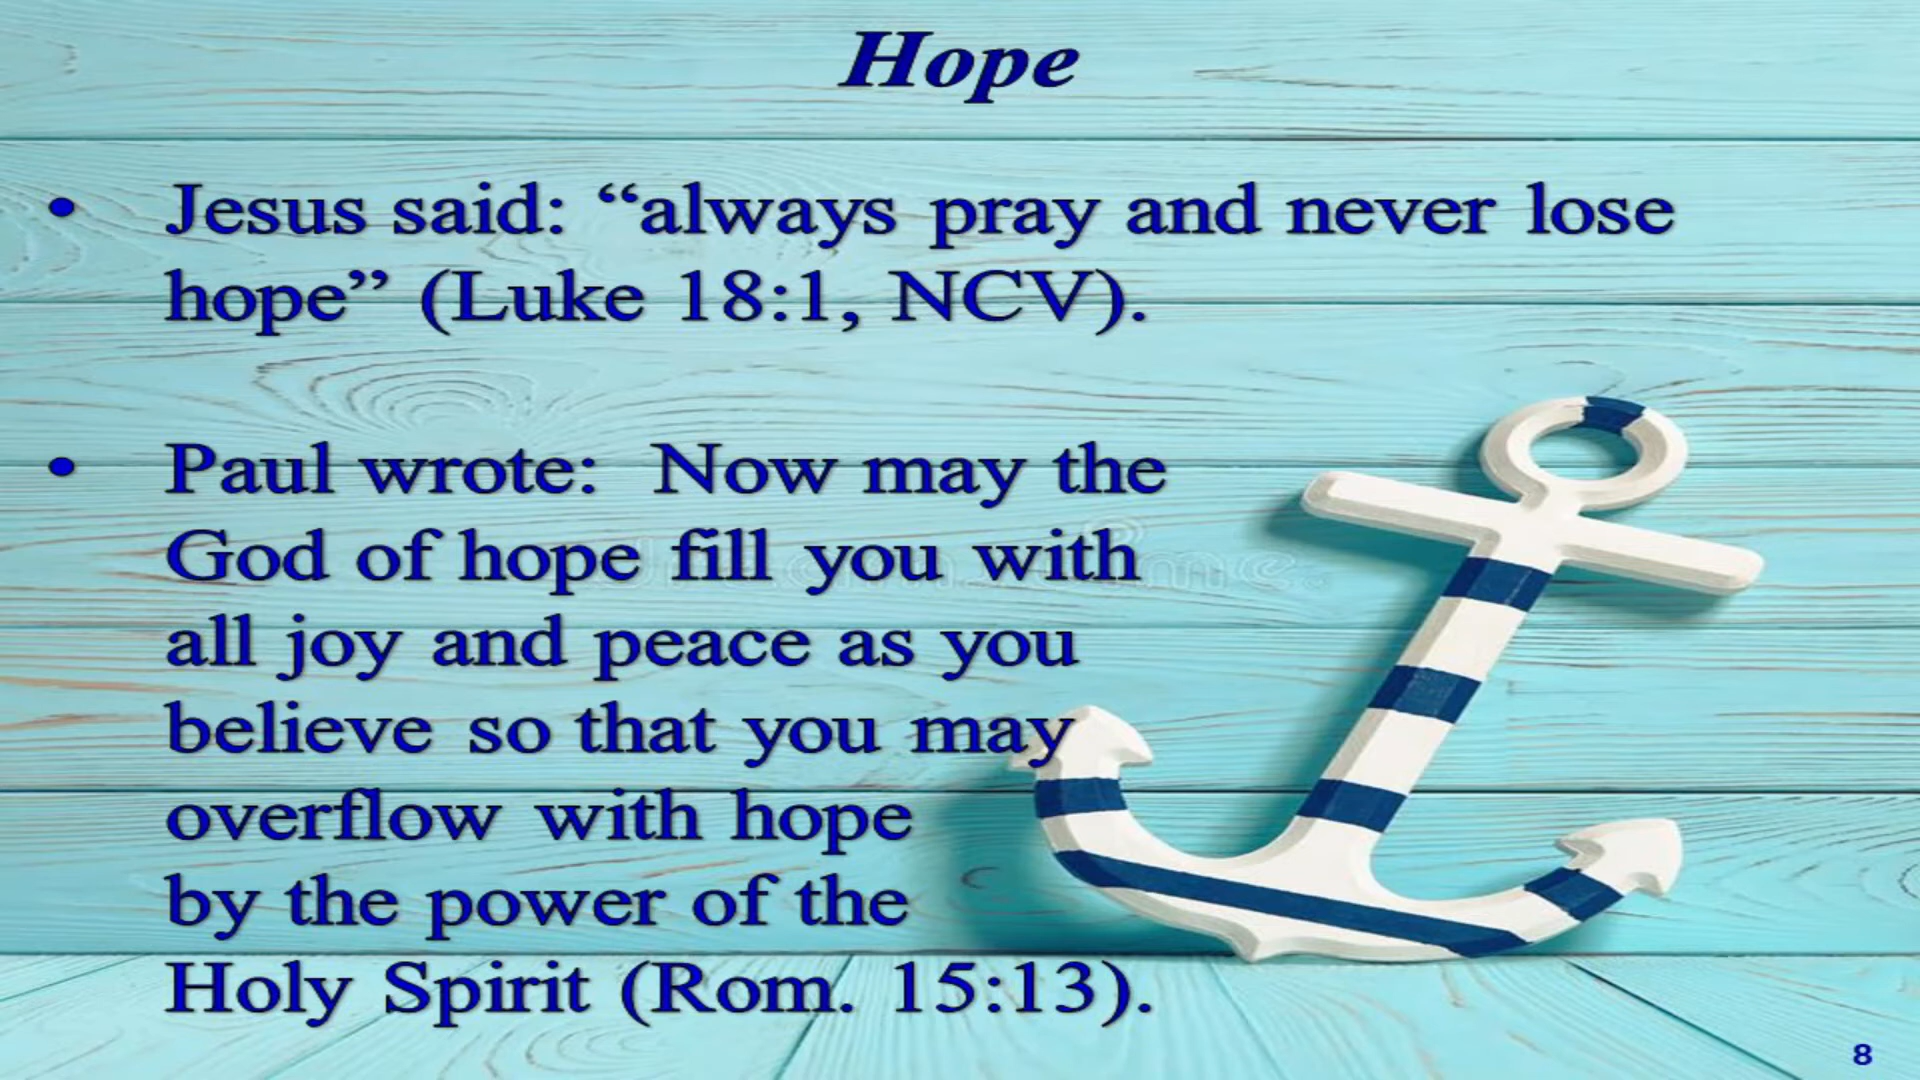 Hope
• Jesus said: “always pray and never lose
hope” (Luke 18:1, NCV).
• Paul wrote: Now may the
God of hope fill you with
all joy and peace as you
believe so that you may
overflow with hope
by the power of the
Holy Spirit (Rom. 15:13).
8